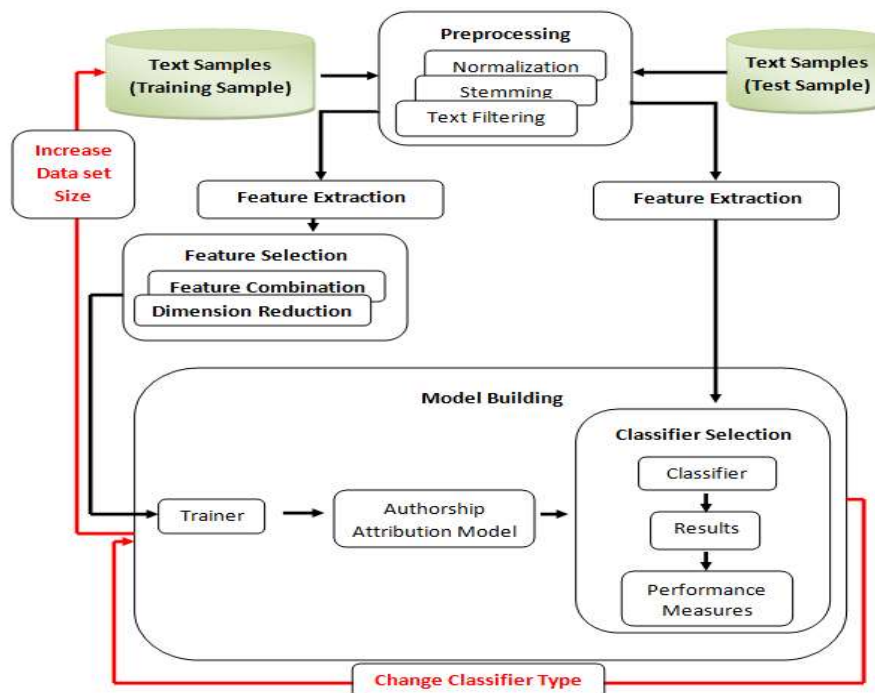 Preprocessing
Text Samples
(Training Sample)
Normalization
Stemming
Text Filtering
Text Samples
(Test Sample)
Increase
Data set
Size
Feature Extraction
Feature Extraction
Feature Selection
Feature Combination
Dimension Reduction
Model Building
Classifier Selection
Classifier
Trainer
Authorship
Attribution Model
Results
Performance
Measures
Change Classifier Type